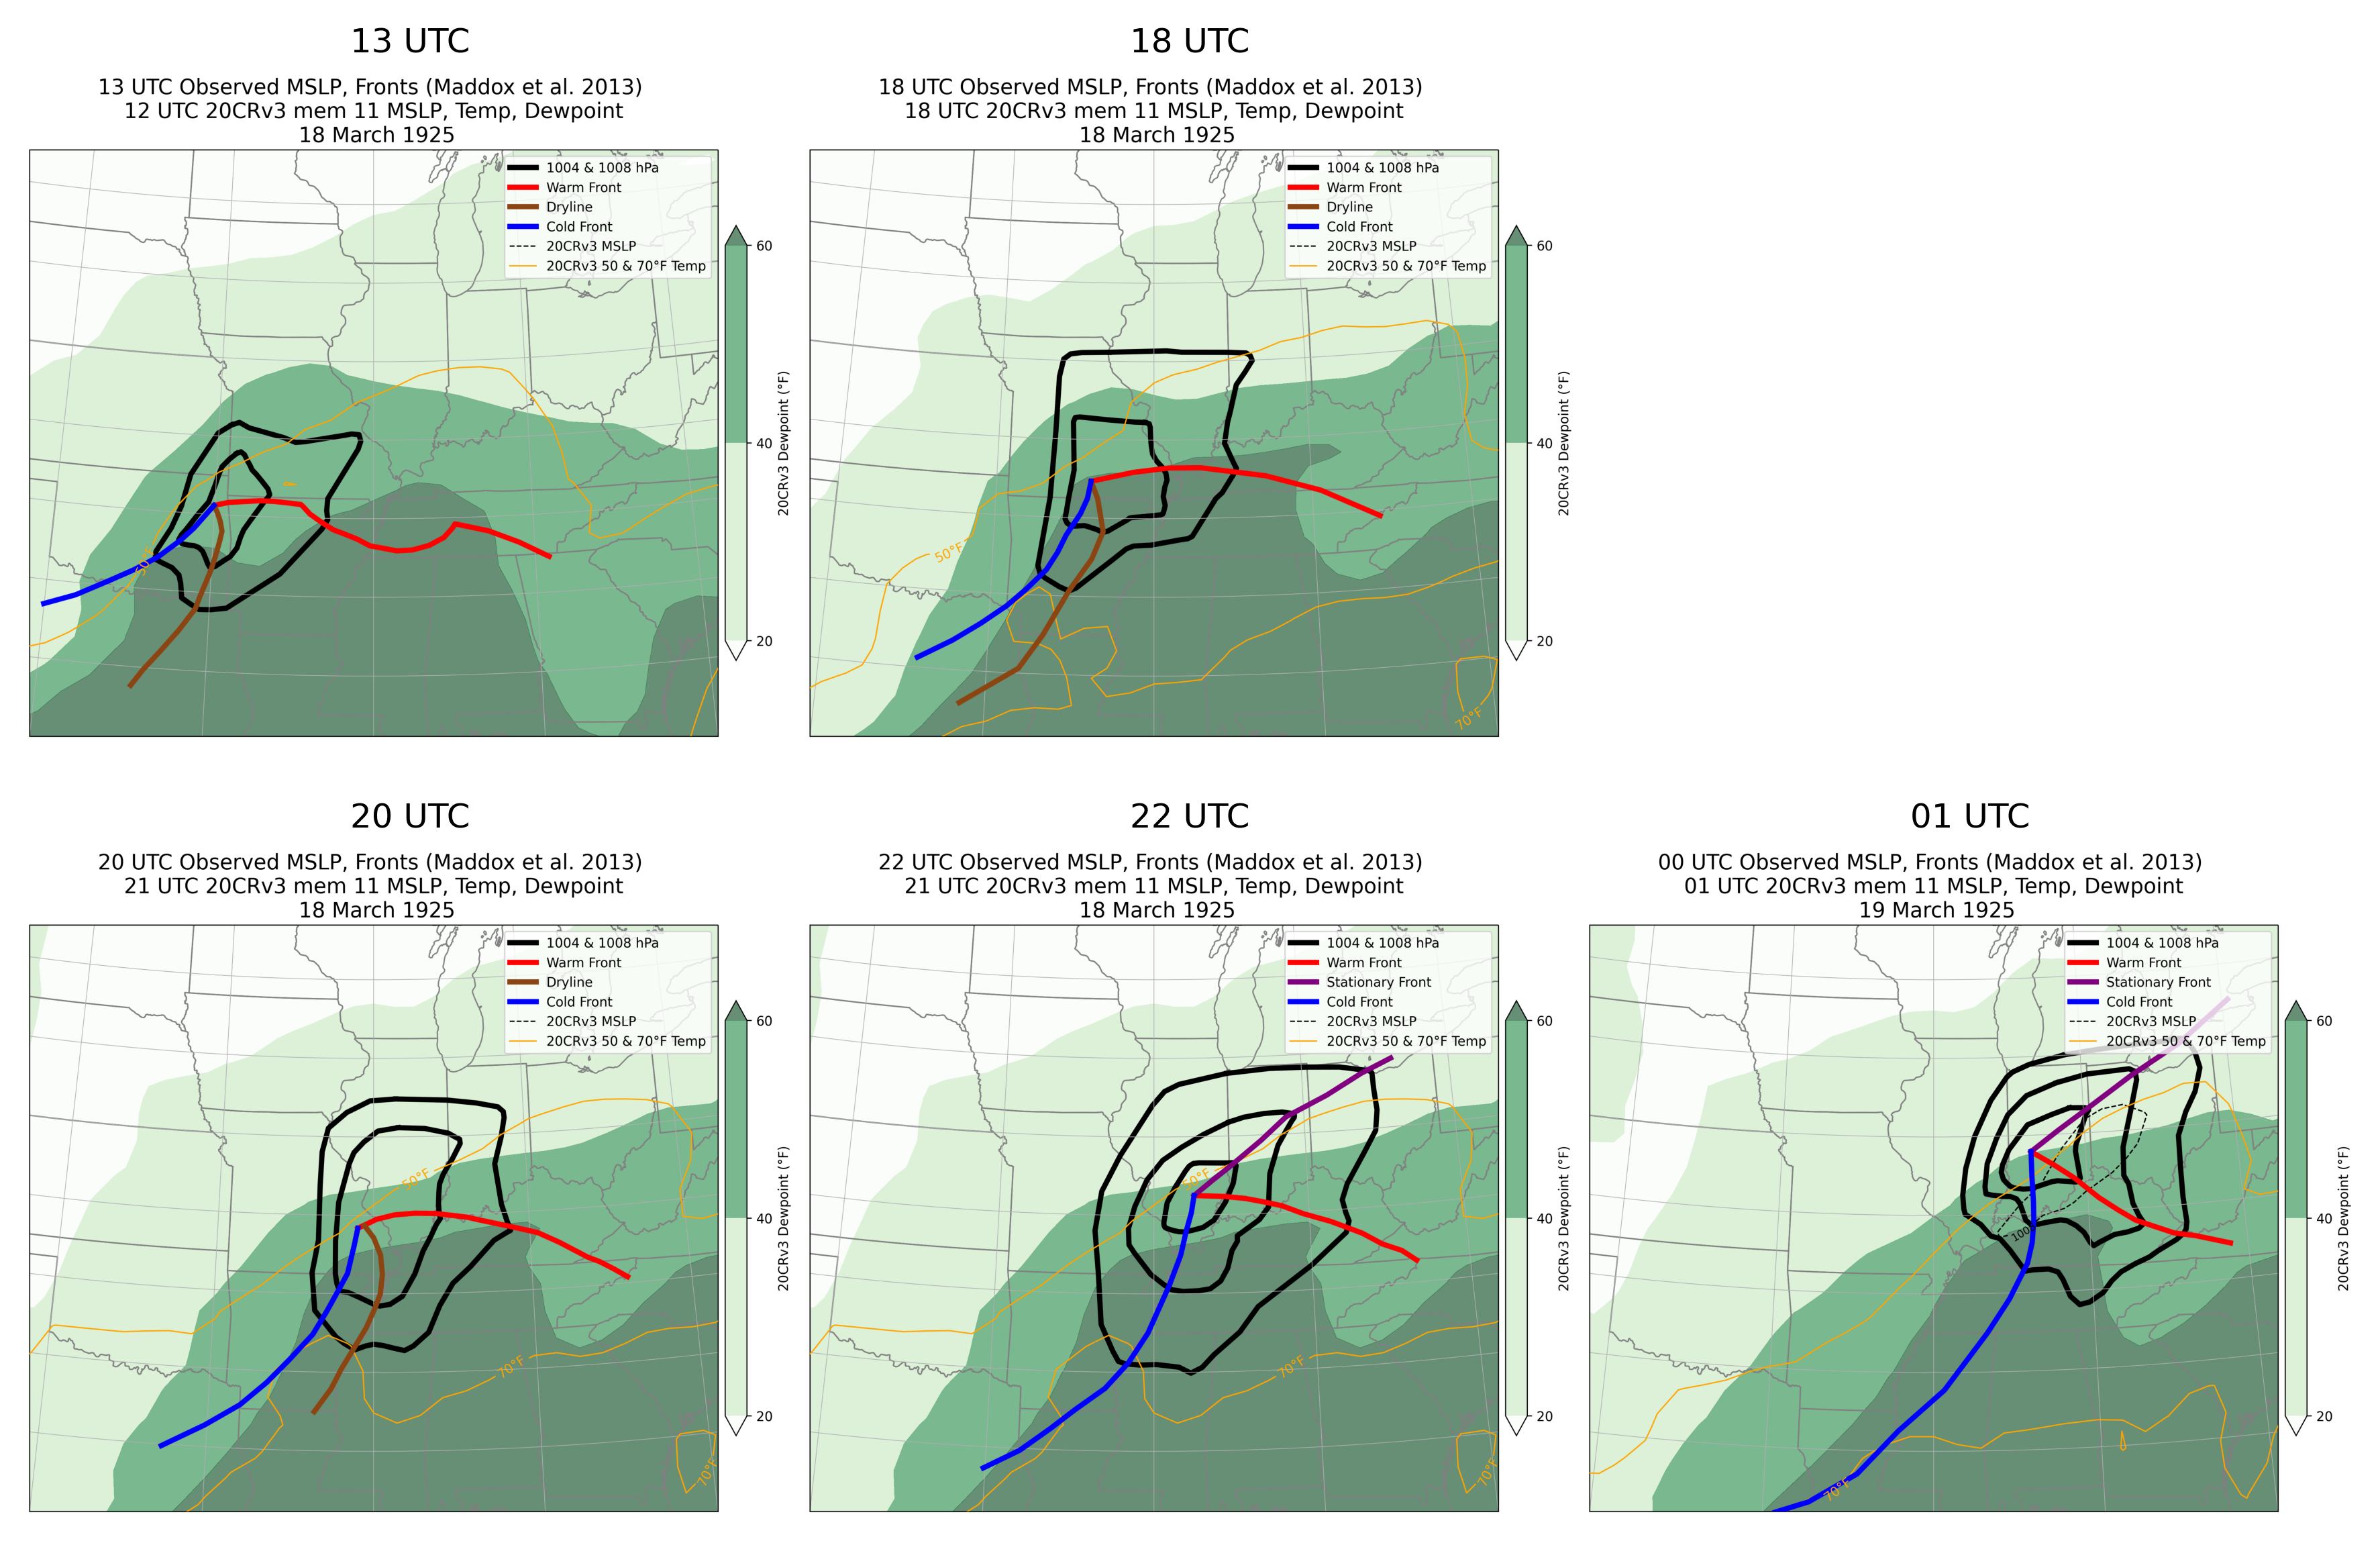 13 UTC
13 UTC Observed MSLP, Fronts (Maddox et al. 2013)
12 UTC 20CRv3 mem 11 MSLP, Temp, Dewpoint
18 March 1925
1004 & 1008 hPa
Warm Front
Dryline
Cold Front
20CRv3 MSLP
20CRv3 50 & 70°F Temp
50°F
60
40
20
20CRv3 Dewpoint (°F)
18 UTC
18 UTC Observed MSLP, Fronts (Maddox et al. 2013)
18 UTC 20CRv3 mem 11 MSLP, Temp, Dewpoint
18 March 1925
1004 & 1008 hPa
Warm Front
Dryline
Cold Front
20CRv3 MSLP
20CRv3 50 & 70°F Temp
50°F
70°F
60
40
20
20CRv3 Dewpoint (°F)
20 UTC
20 UTC Observed MSLP, Fronts (Maddox et al. 2013)
21 UTC 20CRv3 mem 11 MSLP, Temp, Dewpoint
18 March 1925
1004 & 1008 hPa
Warm Front
Dryline
Cold Front
20CRv3 MSLP
20CRv3 50 & 70°F Temp
50°F
70°F
70°F
60
40
20
20CRv3 Dewpoint (°F)
22 UTC
22 UTC Observed MSLP, Fronts (Maddox et al. 2013)
21 UTC 20CRv3 mem 11 MSLP, Temp, Dewpoint
18 March 1925
1004 & 1008 hPa
Warm Front
Stationary Front
Cold Front
20CRv3 MSLP
20CRv3 50 & 70°F Temp
50°F
70°F
70°F
60
40
20
20CRv3 Dewpoint (°F)
01 UTC
00 UTC Observed MSLP, Fronts (Maddox et al. 2013)
01 UTC 20CRv3 mem 11 MSLP, Temp, Dewpoint
19 March 1925
1004 & 1008 hPa
Warm Front
Stationary Front
Cold Front
20CRv3 MSLP
20CRv3 50 & 70°F Temp
70°F
60
40
20
20CRv3 Dewpoint (°F)